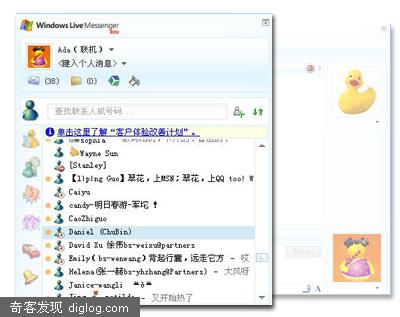 Windows Live Messenger
Beta
Ada (联机)
<键入个人消息>
(38) (0)
查找联系人或号码 ...
单击这里了解“客户体验改善计划”。
sophia
Wayne Sun
[Stanley]
【liping Guo】翠花，上MSN；翠花，上QQ too! W
Caiyu
candy-明日春游-军坨 !
CaoZhiguo
Daniel (ChuBin)
David Xu 徐伟bs-weixu@partners
Emily(bs-wenwang)背起行囊，远走它方 - 哎
Helena(张一赫bs-yhzhang@Partners) - 大风呀
Janice-wangli
又开始热了
奇客发现 diglog.com